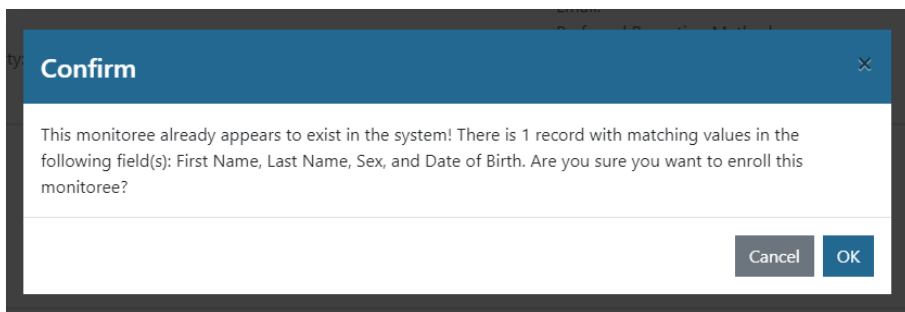 Confirm
×
This monitoree already appears to exist in the system! There is 1 record with matching values in the
following field(s): First Name, Last Name, Sex, and Date of Birth. Are you sure you want to enroll this
monitoree?
Cancel OK